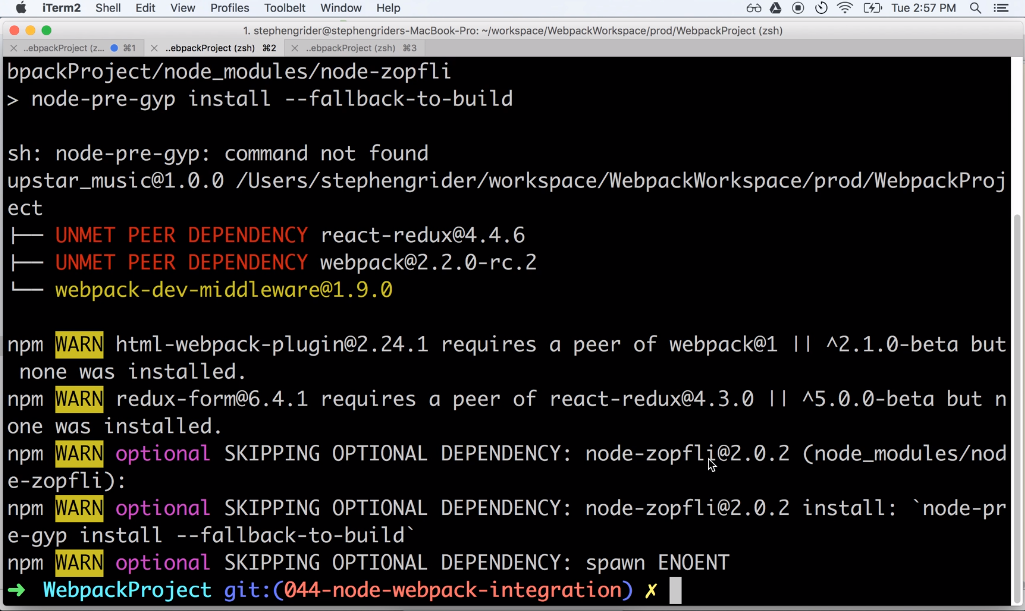 iTerm2 Shell Edit View Profiles Toolbelt Window Help Tue 2:57 PM
1. stephengrider@stephengriders-MacBook-Pro: ~/workspace/WebpackWorkspace/prod/WebpackProject (zsh)
× ..ebpackProject (z... ⌘1 × ..ebpackProject (zsh) ⌘2 × ..ebpackProject (zsh) ⌘3
bpackProject/node_modules/node-zopfli
> node-pre-gyp install --fallback-to-build
sh: node-pre-gyp: command not found
upstar_music@1.0.0 /Users/stephengrider/workspace/WebpackWorkspace/prod/WebpackProj
ect
├── UNMET PEER DEPENDENCY react-redux@4.4.6
├── UNMET PEER DEPENDENCY webpack@2.2.0-rc.2
└── webpack-dev-middleware@1.9.0
npm WARN html-webpack-plugin@2.24.1 requires a peer of webpack@1 || ^2.1.0-beta but
none was installed.
npm WARN redux-form@6.4.1 requires a peer of react-redux@4.3.0 || ^5.0.0-beta but n
one was installed.
npm WARN optional SKIPPING OPTIONAL DEPENDENCY: node-zopfli@2.0.2 (node_modules/nod
e-zopfli):
npm WARN optional SKIPPING OPTIONAL DEPENDENCY: node-zopfli@2.0.2 install: `node-pr
e-gyp install --fallback-to-build`
npm WARN optional SKIPPING OPTIONAL DEPENDENCY: spawn ENOENT
➜ WebpackProject git:(044-node-webpack-integration) ✗